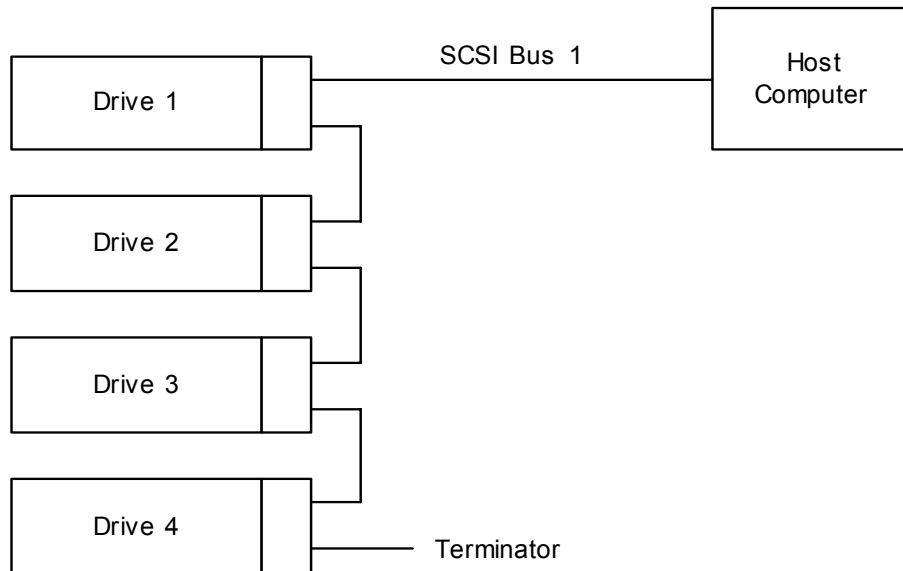 SCSI Bus 1
Host
Computer
Drive 1
Drive 2
Drive 3
Drive 4
Terminator